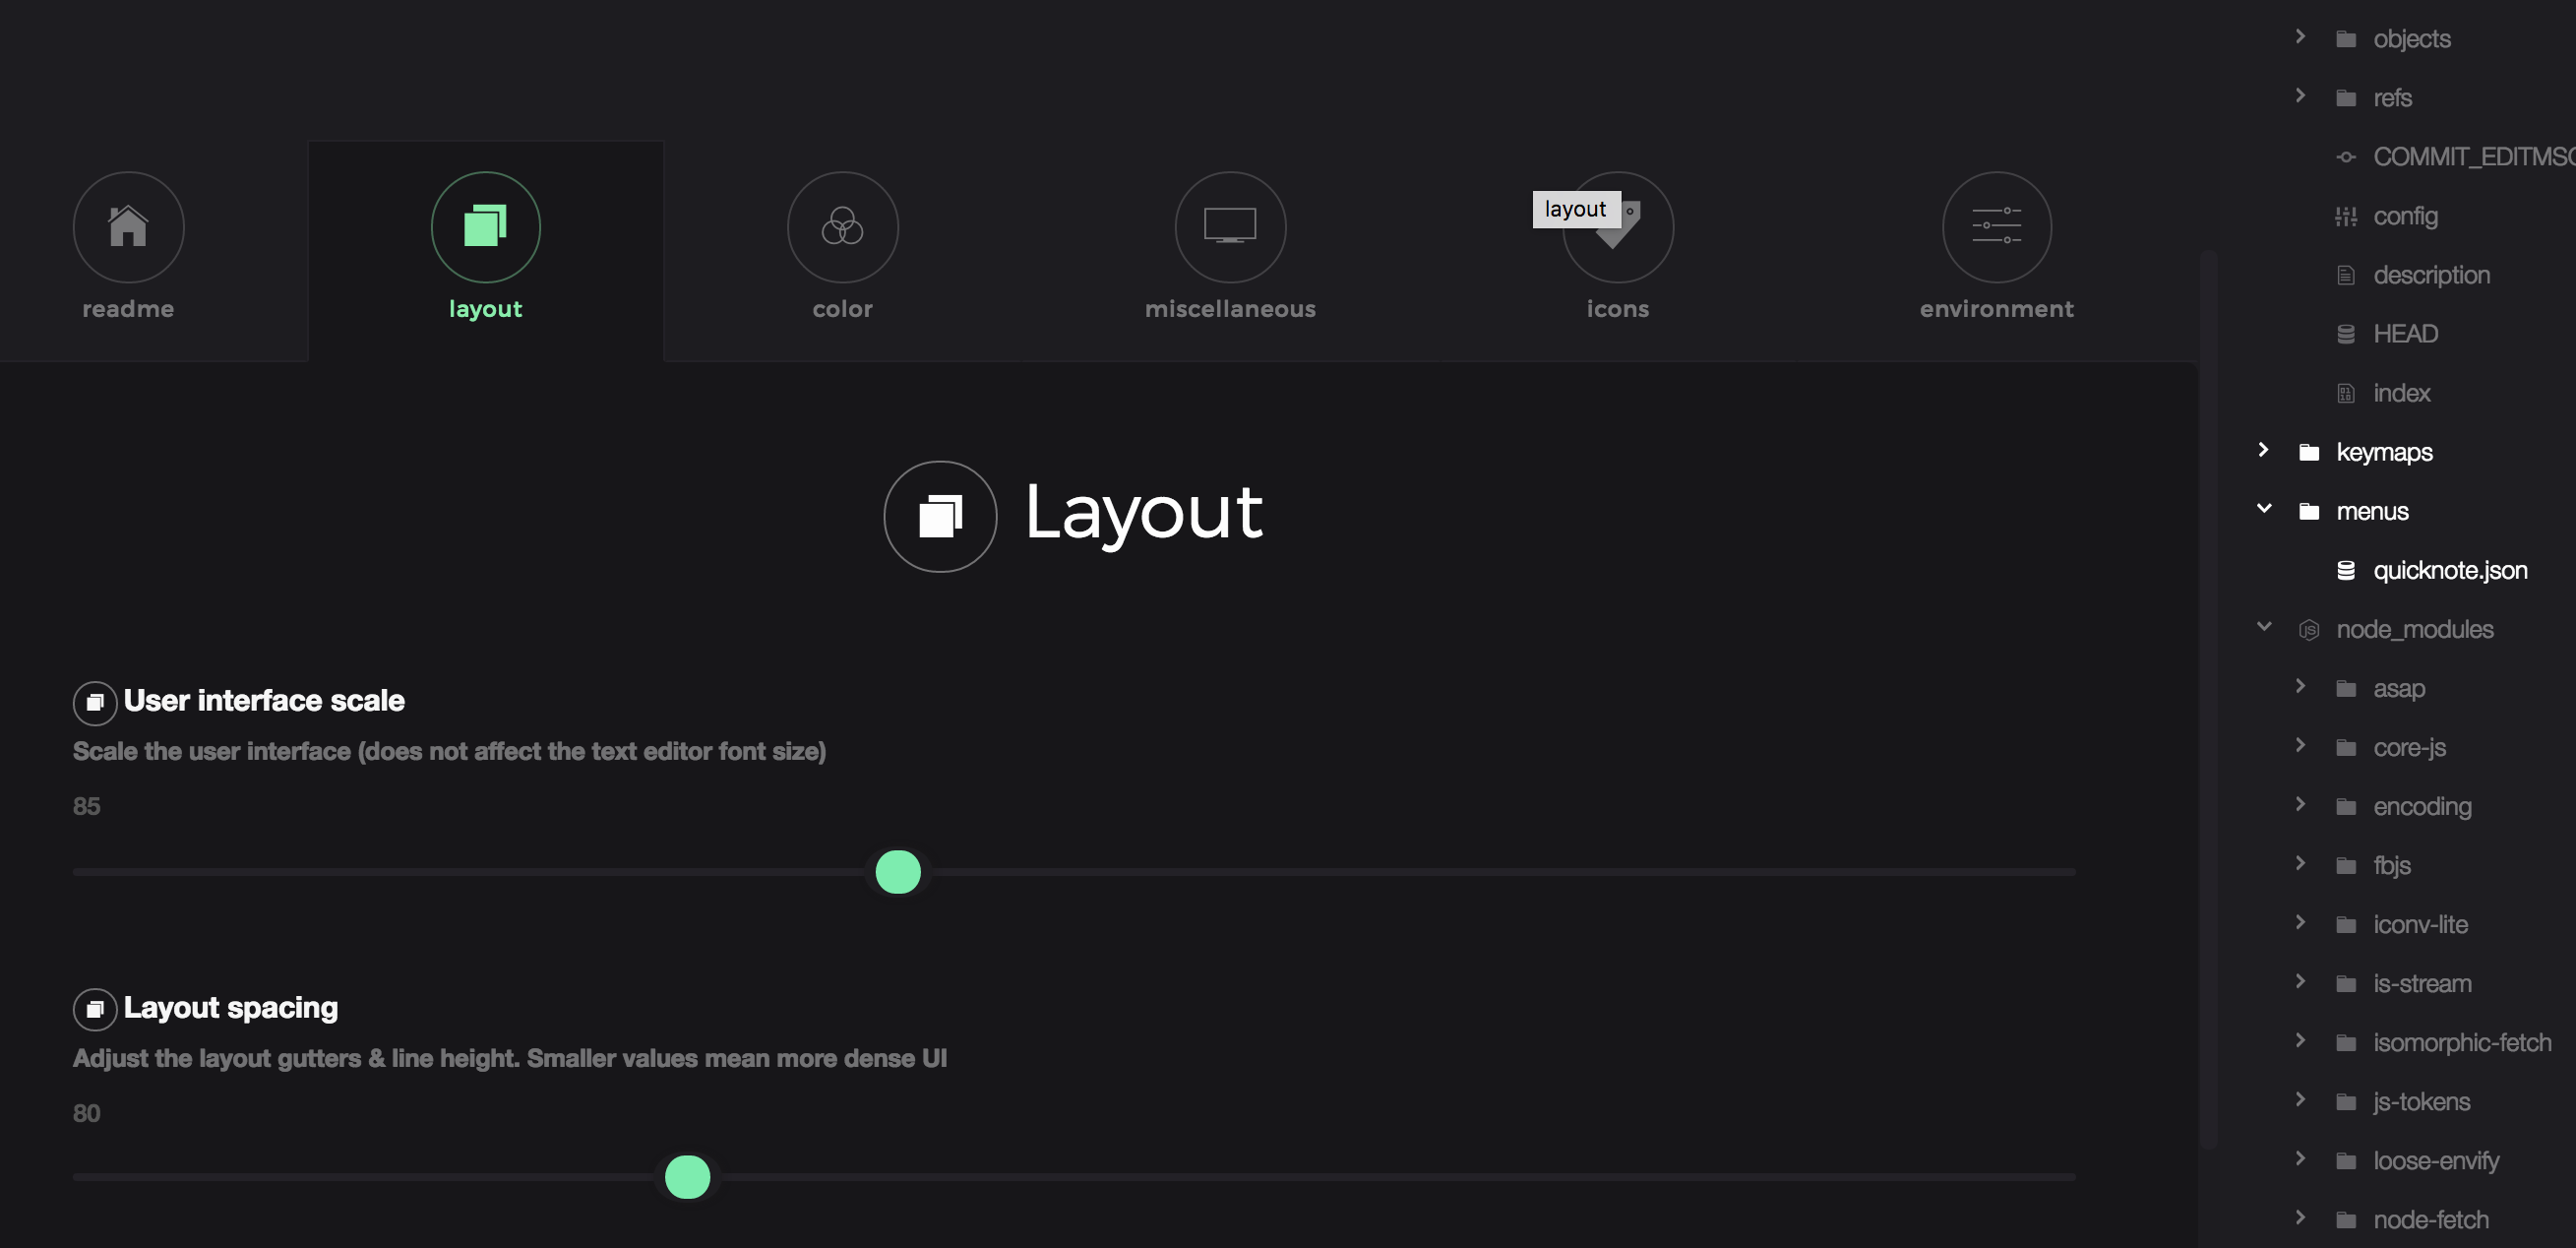 readme
layout
color
miscellaneous
layout
icons
environment
Layout
User interface scale
Scale the user interface (does not affect the text editor font size)
85
Layout spacing
Adjust the layout gutters & line height. Smaller values mean more dense UI
80
objects
refs
COMMIT_EDITMSG
config
description
HEAD
index
keymaps
menus
quicknote.json
node_modules
asap
core-js
encoding
fbjs
iconv-lite
is-stream
isomorphic-fetch
js-tokens
loose-envify
node-fetch